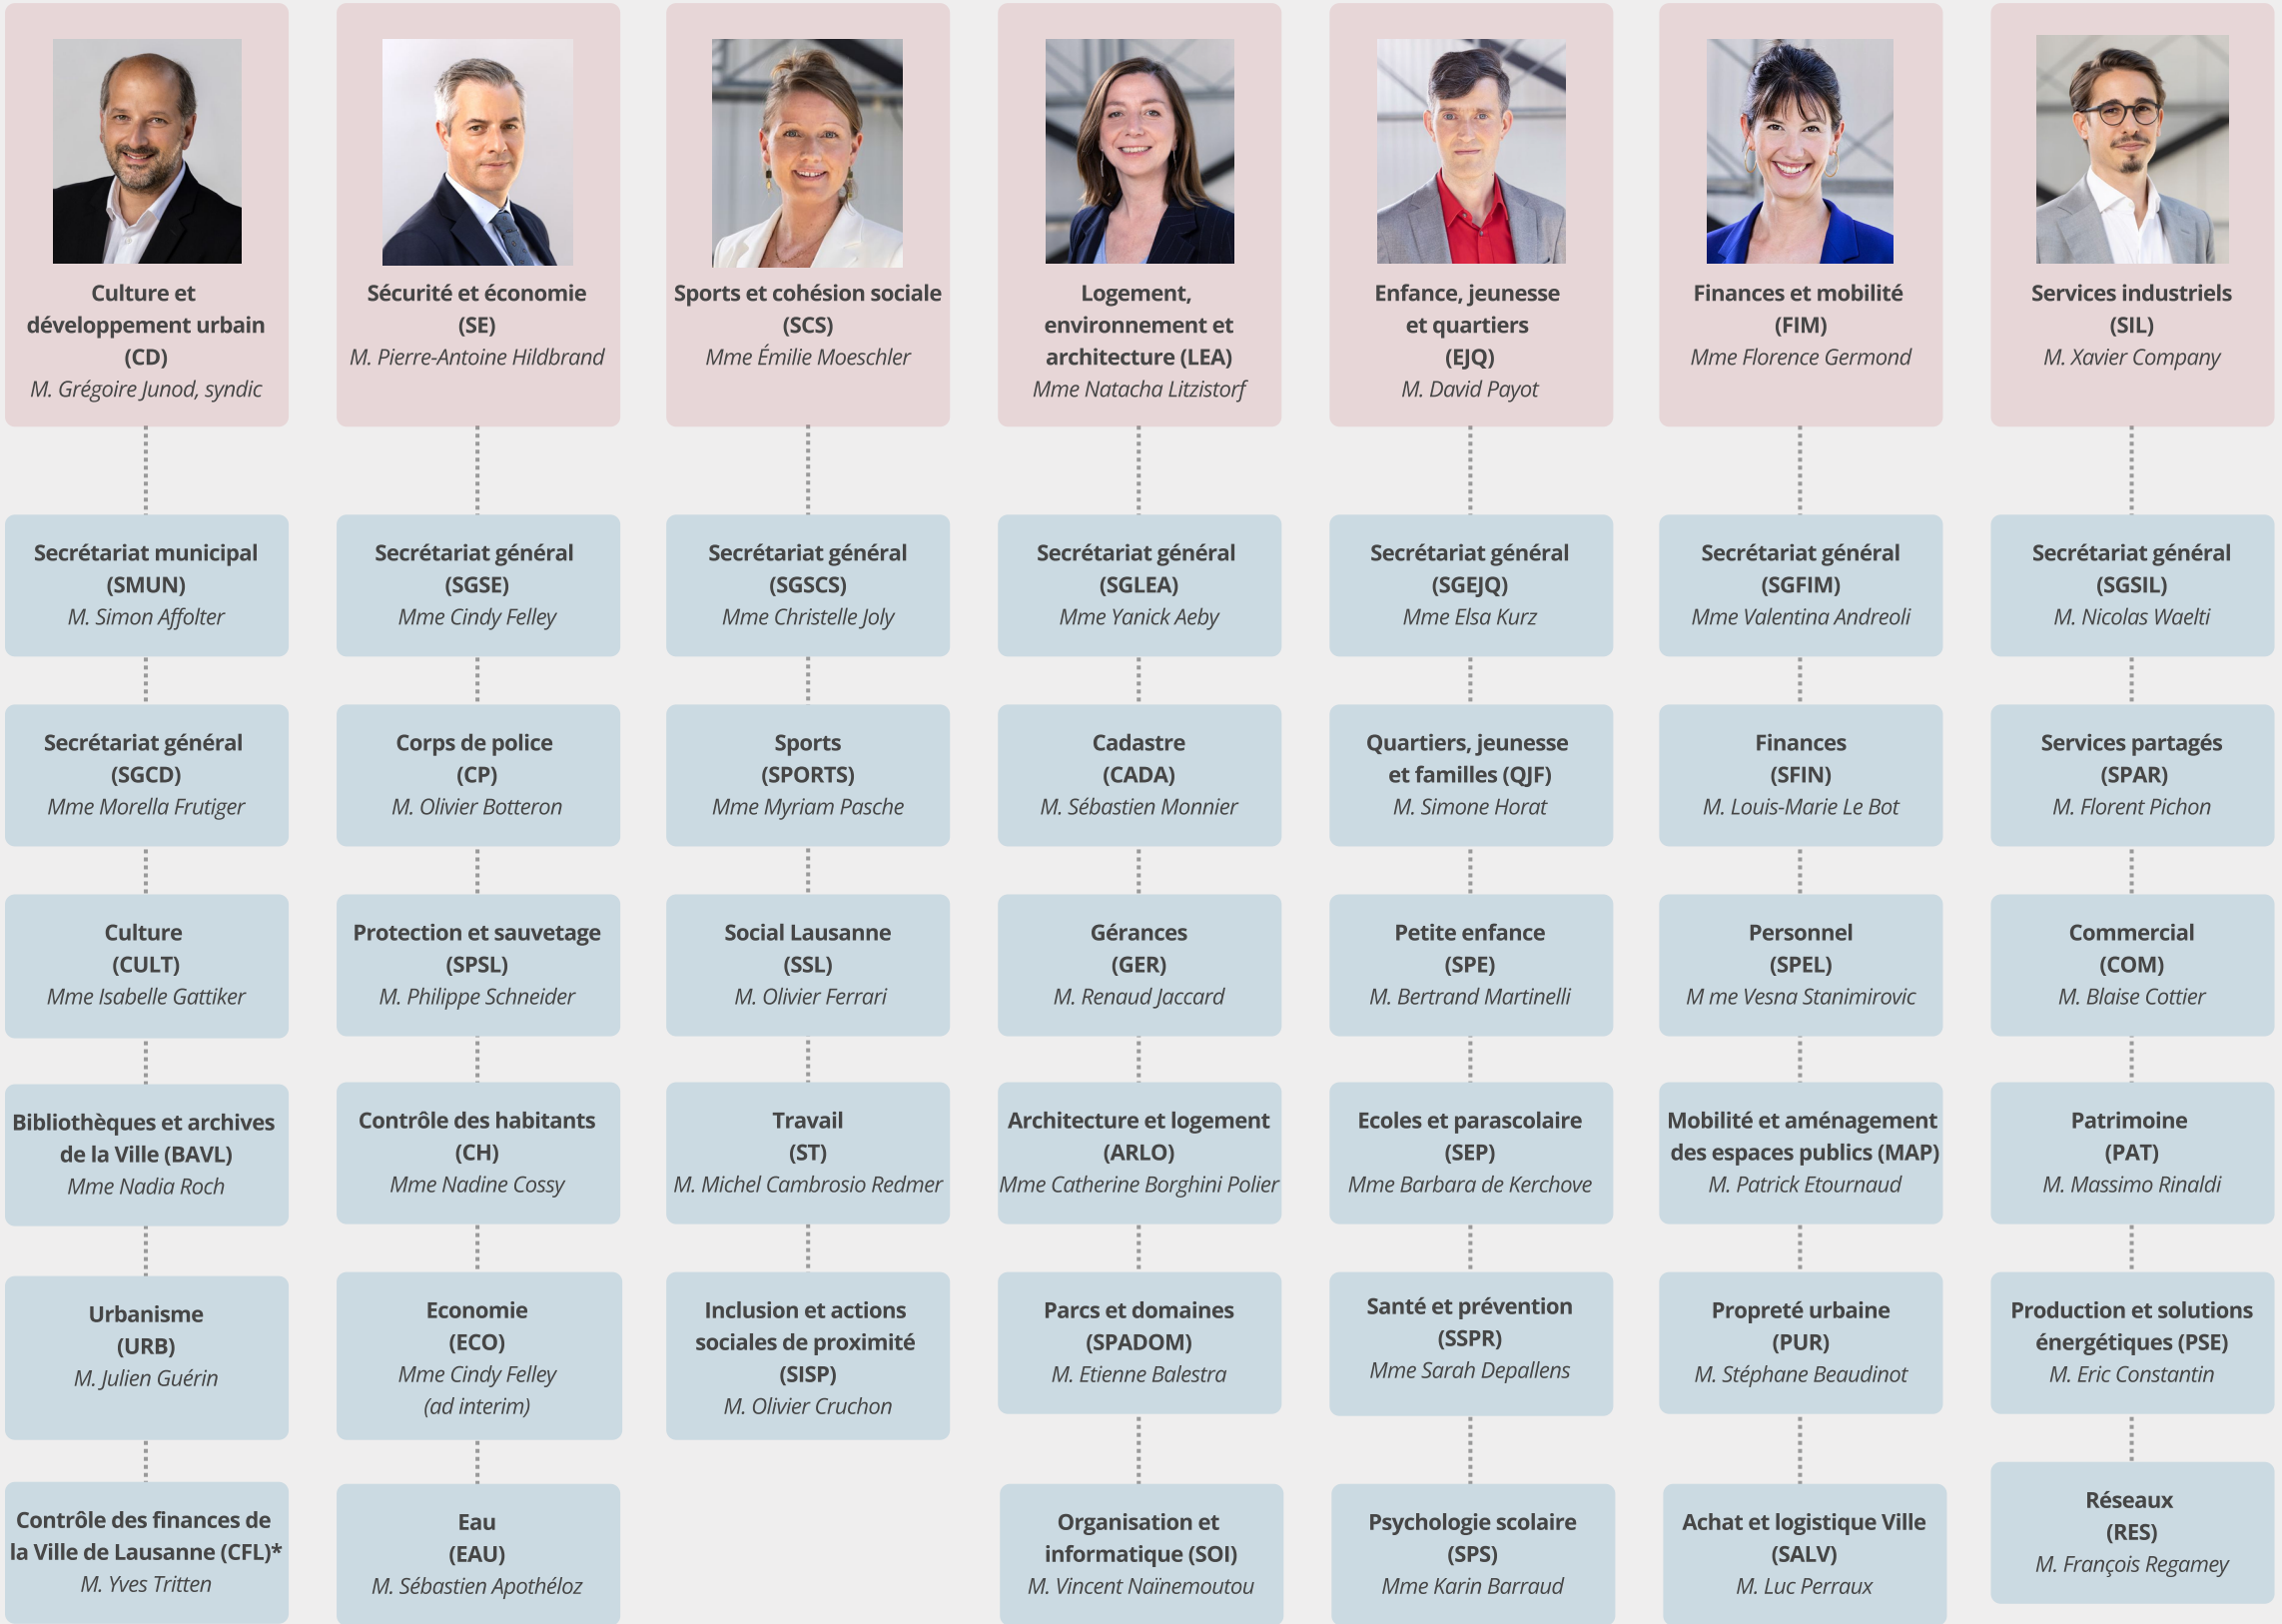 Culture et
développement urbain
(CD)
M. Grégoire Junod, syndic
Secrétariat municipal
(SMUN)
M. Simon Affolter
Secrétariat général
(SGCD)
Mme Morella Frutiger
Culture
(CULT)
Mme Isabelle Gattiker
Bibliothèques et archives
de la Ville (BAVL)
Mme Nadia Roch
Urbanisme
(URB)
M. Julien Guérin
Contrôle des finances de
la Ville de Lausanne (CFL)*
M. Yves Tritten
Sécurité et économie
(SE)
M. Pierre-Antoine Hildbrand
Secrétariat général
(SGSE)
Mme Cindy Felley
Corps de police
(CP)
M. Olivier Botteron
Protection et sauvetage
(SPSL)
M. Philippe Schneider
Contrôle des habitants
(CH)
Mme Nadine Cossy
Economie
(ECO)
Mme Cindy Felley
(ad interim)
Eau
(EAU)
M. Sébastien Apothéloz
Sports et cohésion sociale
(SCS)
Mme Émilie Moeschler
Secrétariat général
(SGSCS)
Mme Christelle Joly
Sports
(SPORTS)
Mme Myriam Pasche
Social Lausanne
(SSL)
M. Olivier Ferrari
Travail
(ST)
M. Michel Cambrosio Redmer
Inclusion et actions
sociales de proximité
(SISP)
M. Olivier Cruchon
Logement,
environnement et
architecture (LEA)
Mme Natacha Litzistorf
Secrétariat général
(SGLEA)
Mme Yanick Aeby
Cadastre
(CADA)
M. Sébastien Monnier
Gérances
(GER)
M. Renaud Jaccard
Architecture et logement
(ARLO)
Mme Catherine Borghini Polier
Parcs et domaines
(SPADOM)
M. Etienne Balestra
Organisation et
informatique (SOI)
M. Vincent Naïnemoutou
Enfance, jeunesse
et quartiers
(EJQ)
M. David Payot
Secrétariat général
(SGEJQ)
Mme Elsa Kurz
Quartiers, jeunesse
et familles (QJF)
M. Simone Horat
Petite enfance
(SPE)
M. Bertrand Martinelli
Ecoles et parascolaire
(SEP)
Mme Barbara de Kerchove
Santé et prévention
(SSPR)
Mme Sarah Depallens
Psychologie scolaire
(SPS)
Mme Karin Barraud
Finances et mobilité
(FIM)
Mme Florence Germond
Secrétariat général
(SGFIM)
Mme Valentina Andreoli
Finances
(SFIN)
M. Louis-Marie Le Bot
Personnel
(SPEL)
M me Vesna Stanimirovic
Mobilité et aménagement
des espaces publics (MAP)
M. Patrick Etournaud
Propreté urbaine
(PUR)
M. Stéphane Beaudinot
Achat et logistique Ville
(SALV)
M. Luc Perraux
Services industriels
(SIL)
M. Xavier Company
Secrétariat général
(SGSIL)
M. Nicolas Waelti
Services partagés
(SPAR)
M. Florent Pichon
Commercial
(COM)
M. Blaise Cottier
Patrimoine
(PAT)
M. Massimo Rinaldi
Production et solutions
énergétiques (PSE)
M. Eric Constantin
Réseaux
(RES)
M. François Regamey